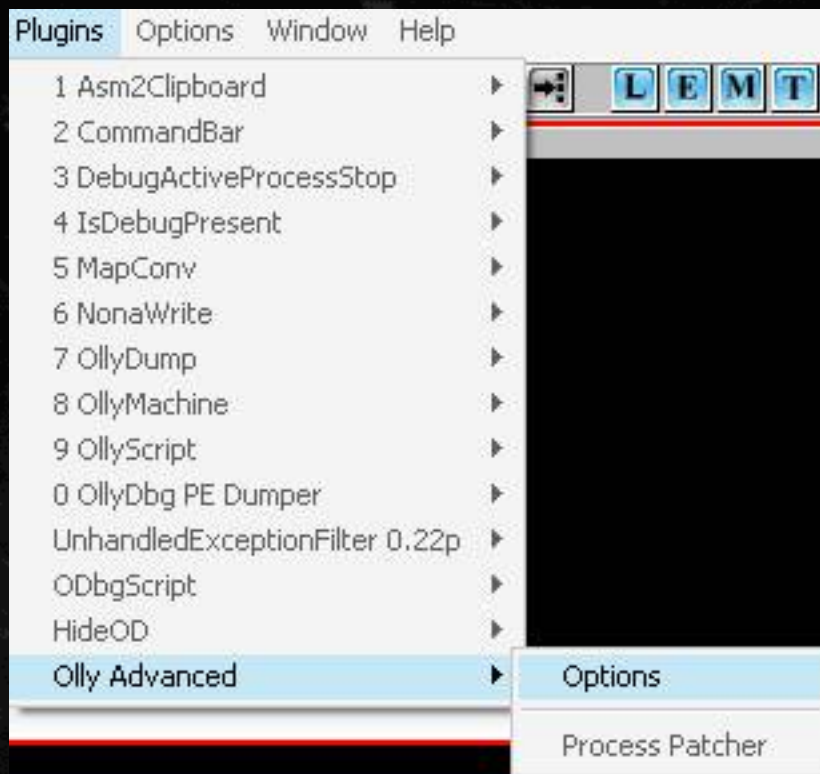 Plugins Options Window Help
1 Asm2Clipboard
L E M T
2 CommandBar
3 DebugActiveProcessStop
4 IsDebugPresent
5 MapConv
6 NonaWrite
7 OllyDump
8 OllyMachine
9 OllyScript
0 OllyDbg PE Dumper
UnhandledExceptionFilter 0.22p
ODbgScript
HideOD
Olly Advanced
Options
Process Patcher